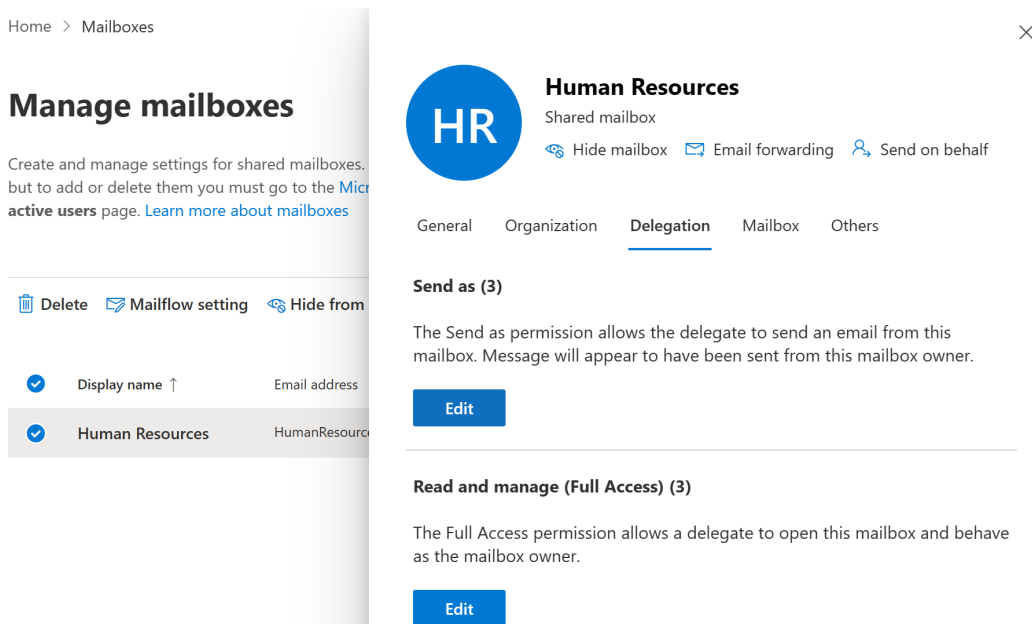 Home > Mailboxes
Manage mailboxes
Create and manage settings for shared mailboxes.
but to add or delete them you must go to the Micr
active users page. Learn more about mailboxes
Delete Mailflow setting Hide from
Display name ↑ Email address
Human Resources HumanResource
HR
Human Resources
Shared mailbox
Hide mailbox Email forwarding Send on behalf
General Organization Delegation Mailbox Others
Send as (3)
The Send as permission allows the delegate to send an email from this
mailbox. Message will appear to have been sent from this mailbox owner.
Edit
Read and manage (Full Access) (3)
The Full Access permission allows a delegate to open this mailbox and behave
as the mailbox owner.
Edit